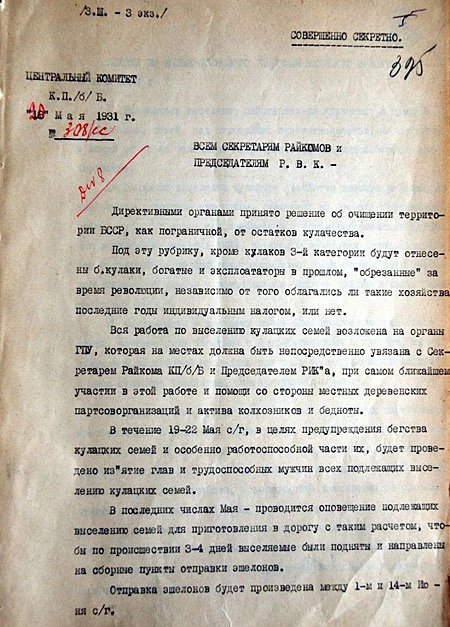 /З.Ш. - 3 экз./
СОВЕРШЕННО СЕКРЕТНО.
395
ЦЕНТРАЛЬНЫЙ КОМИТЕТ
К.П./б/ Б.
"20" Мая 1931 г.
№ 308/сс
ВСЕМ СЕКРЕТАРЯМ РАЙКОМОВ и
ПРЕДСЕДАТЕЛЯМ Р. В. К. -
Директивными органами принято решение об очищении террито-
рии БССР, как пограничной, от остатков кулачества.
Под эту рубрику, кроме кулаков 3-й категории будут отнесе-
ны б.кулаки, богатые и эксплоататоры в прошлом, "обрезанные" за
время революции, независимо от того облагались ли такие хозяйства
последние годы индивидуальным налогом, или нет.
Вся работа по выселению кулацких семей возложена на органы
ГПУ, которая на местах должна быть непосредственно увязана с Сек-
ретарем Райкома КП/б/Б и Председателем РИК"а, при самом ближайшем
участии в этой работе и помощи со стороны местных деревенских
партсоворганизаций и актива колхозников и бедноты.
В течение 19-22 Мая с/г, в целях предупреждения бегства
кулацких семей и особенно работоспособной части их, будет прове-
дено из"ятие глав и трудоспособных мужчин всех подлежащих высе-
лению кулацких семей.
В последних числах Мая - проводится оповещение подлежащих
выселению семей для приготовления в дорогу с таким расчетом, что-
бы по происшествии 3-4 дней выселяемые были подняты и направлены
на сборные пункты отправки эшелонов.
Отправка эшелонов будет произведена между 1-м и 14-м Ию -
ня с/г.